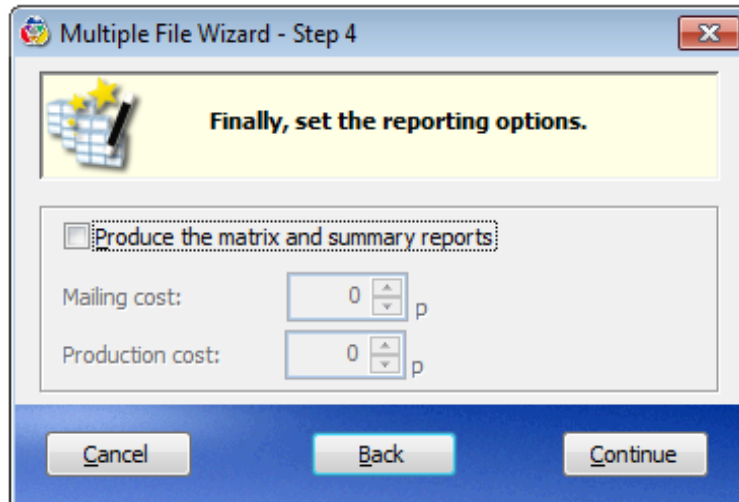 Multiple File Wizard - Step 4
Finally, set the reporting options.
Produce the matrix and summary reports
Mailing cost: 0 p
Production cost: 0 p
Cancel Back Continue